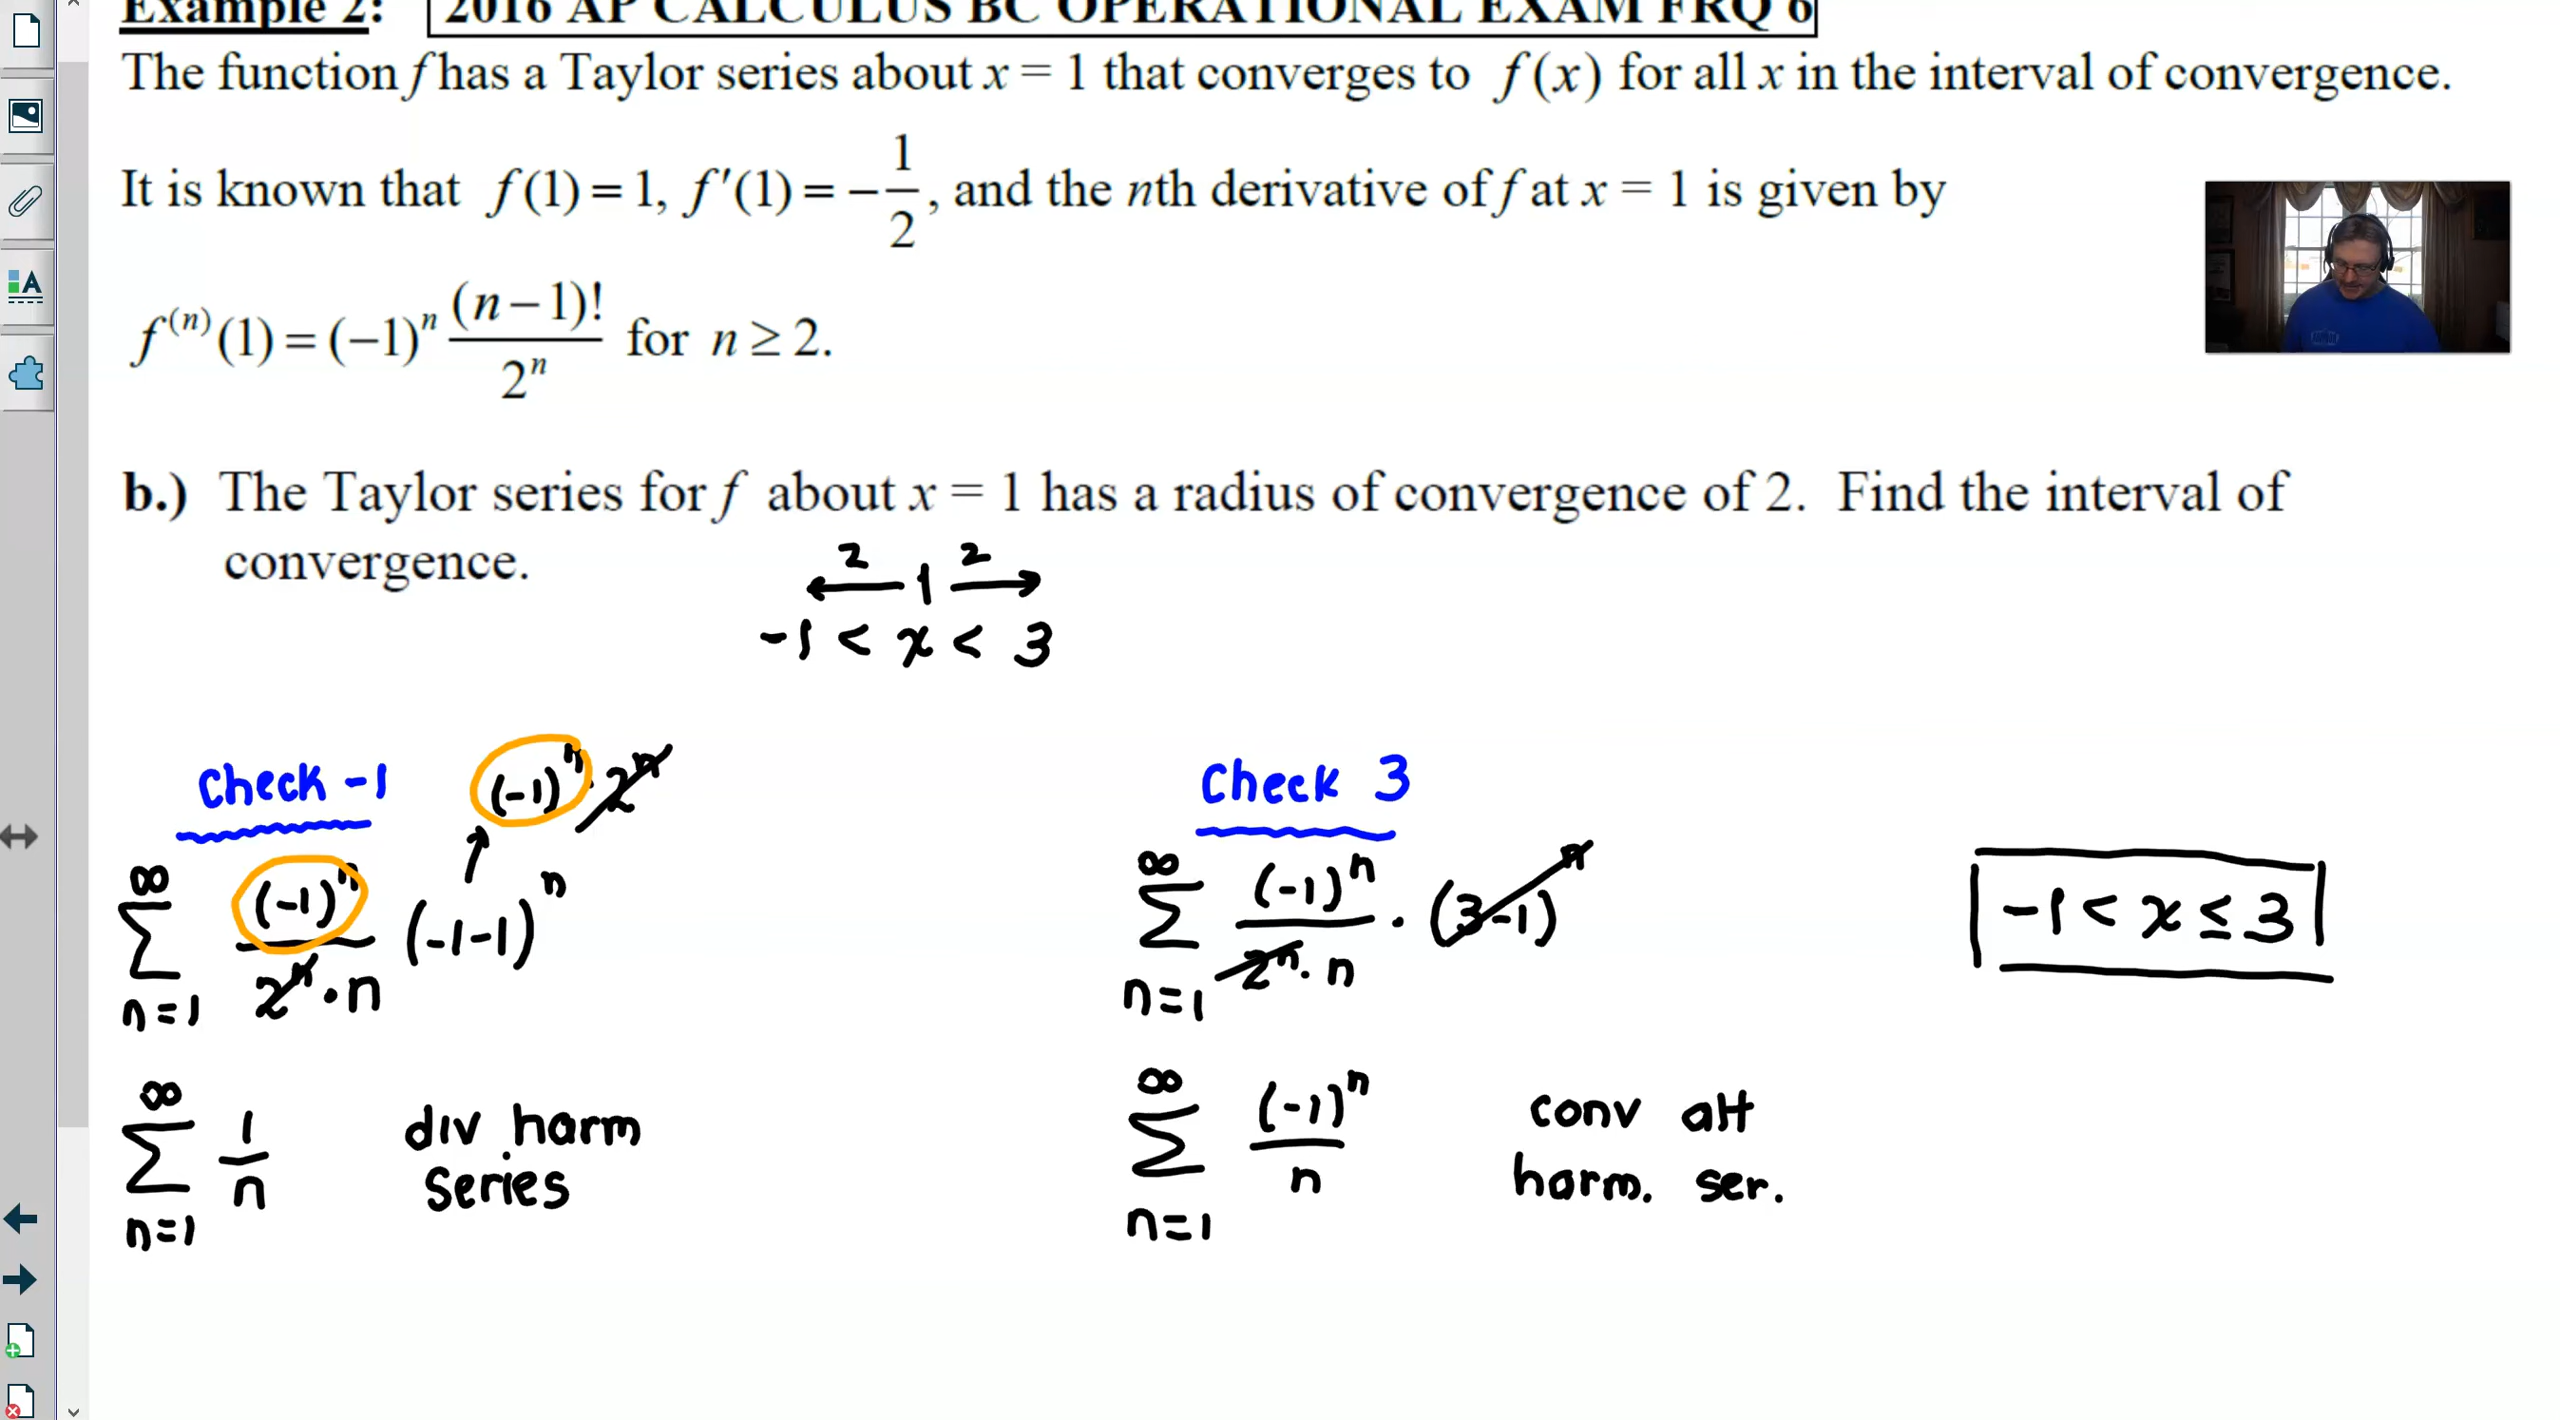 Example 2: 2016 AP CALCULUS BC OPERATIONAL EXAM FRQ 6
The function f has a Taylor series about x = 1 that converges to f(x) for all x in the interval of convergence.
It is known that f(1) = 1, f′(1) = −1/2, and the nth derivative of f at x = 1 is given by
f⁽ⁿ⁾(1) = (−1)ⁿ (n−1)!/2ⁿ for n ≥ 2.
b.) The Taylor series for f about x = 1 has a radius of convergence of 2. Find the interval of
convergence.
2 2
← 1 →
-1 < x < 3
Check -1
(-1)ⁿ · 2ⁿ
∞ Σ n=1 (-1)ⁿ/(2ⁿ · n) (-1-1)ⁿ
∞ Σ n=1 1/n div harm
series
Check 3
∞ Σ n=1 (-1)ⁿ/(2ⁿ · n) · (3-1)ⁿ
∞ Σ n=1 (-1)ⁿ/n conv alt
harm. ser.
-1 < x ≤ 3